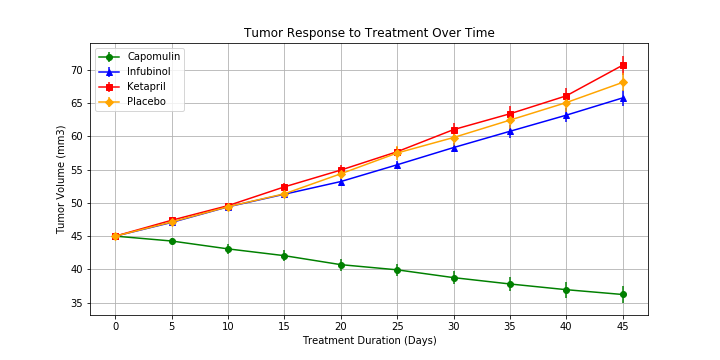 Tumor Response to Treatment Over Time
Capomulin
Infubinol
Ketapril
Placebo
Tumor Volume (mm3)
70
65
60
55
50
45
40
35
0 5 10 15 20 25 30 35 40 45
Treatment Duration (Days)